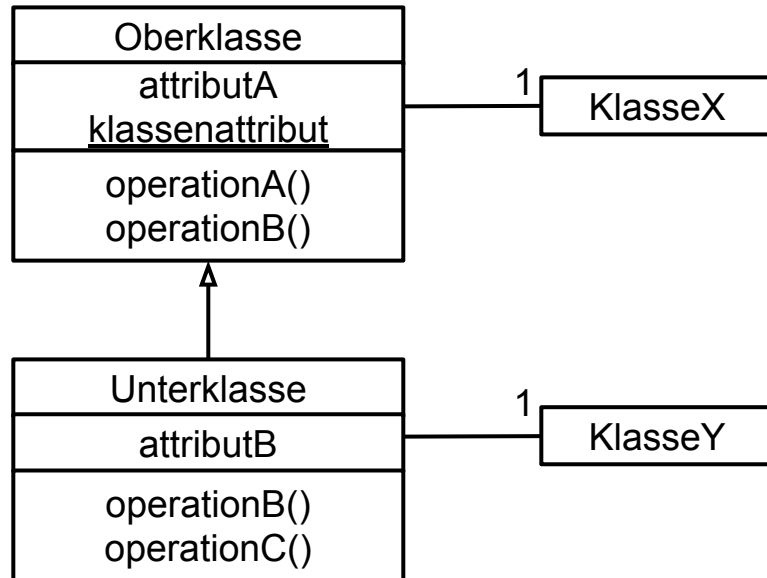 Oberklasse
attributA
klassenattribut
operationA()
operationB()
1
KlasseX
Unterklasse
attributB
operationB()
operationC()
1
KlasseY